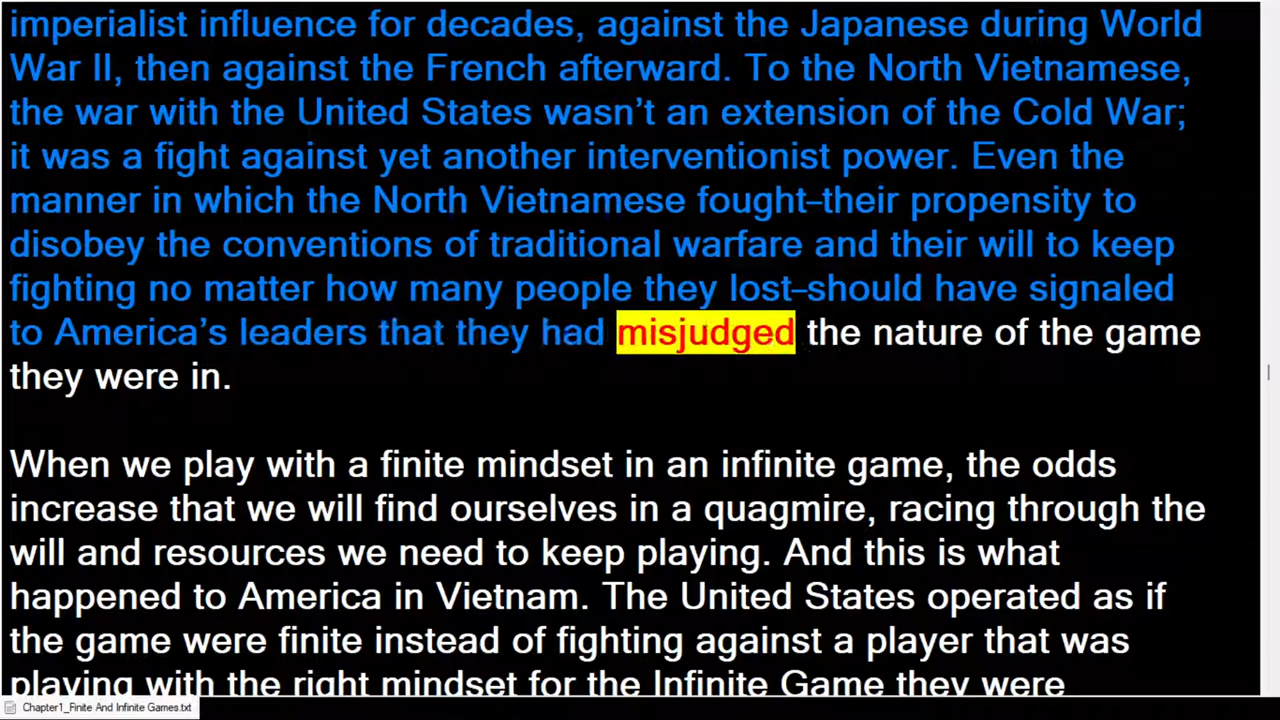 imperialist influence for decades, against the Japanese during World
War II, then against the French afterward. To the North Vietnamese,
the war with the United States wasn’t an extension of the Cold War;
it was a fight against yet another interventionist power. Even the
manner in which the North Vietnamese fought–their propensity to
disobey the conventions of traditional warfare and their will to keep
fighting no matter how many people they lost–should have signaled
to America’s leaders that they had misjudged the nature of the game
they were in.
When we play with a finite mindset in an infinite game, the odds
increase that we will find ourselves in a quagmire, racing through the
will and resources we need to keep playing. And this is what
happened to America in Vietnam. The United States operated as if
the game were finite instead of fighting against a player that was
playing with the right mindset for the Infinite Game they were
Chapter1_Finite And Infinite Games.txt